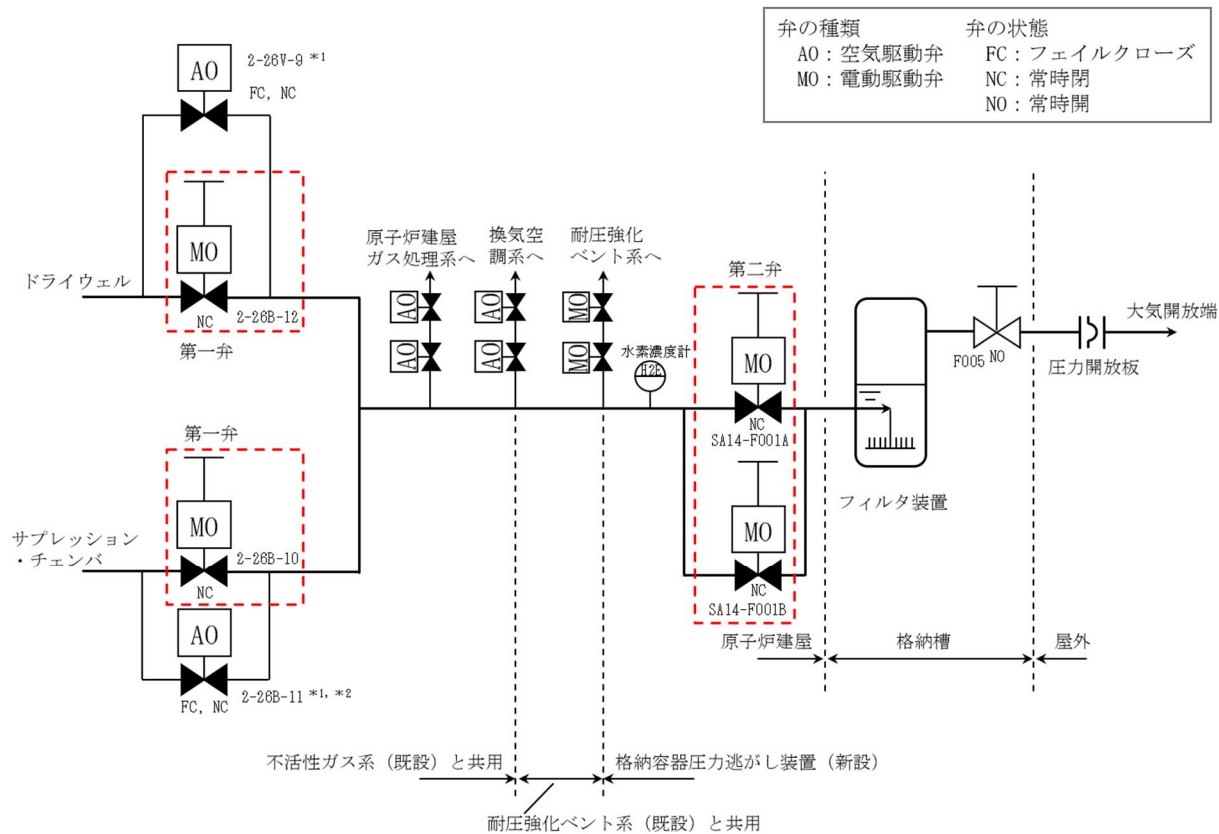 弁の種類
AO：空気駆動弁
MO：電動駆動弁
弁の状態
FC：フェイルクローズ
NC：常時閉
NO：常時開
AO
2-26V-9 *1
FC, NC
MO
ドライウェル
NC
2-26B-12
第一弁
原子炉建屋
ガス処理系へ
換気空
調系へ
耐圧強化
ベント系へ
AO
AO
MO
AO
AO
MO
水素濃度計
H2E
第二弁
MO
NC
SA14-F001A
MO
NC
SA14-F001B
フィルタ装置
F005
NO
圧力開放板
大気開放端
第一弁
MO
サプレッション
・チェンバ
2-26B-10
NC
AO
2-26B-11 *1, *2
FC, NC
原子炉建屋
格納槽
屋外
不活性ガス系（既設）と共用
格納容器圧力逃がし装置（新設）
耐圧強化ベント系（既設）と共用